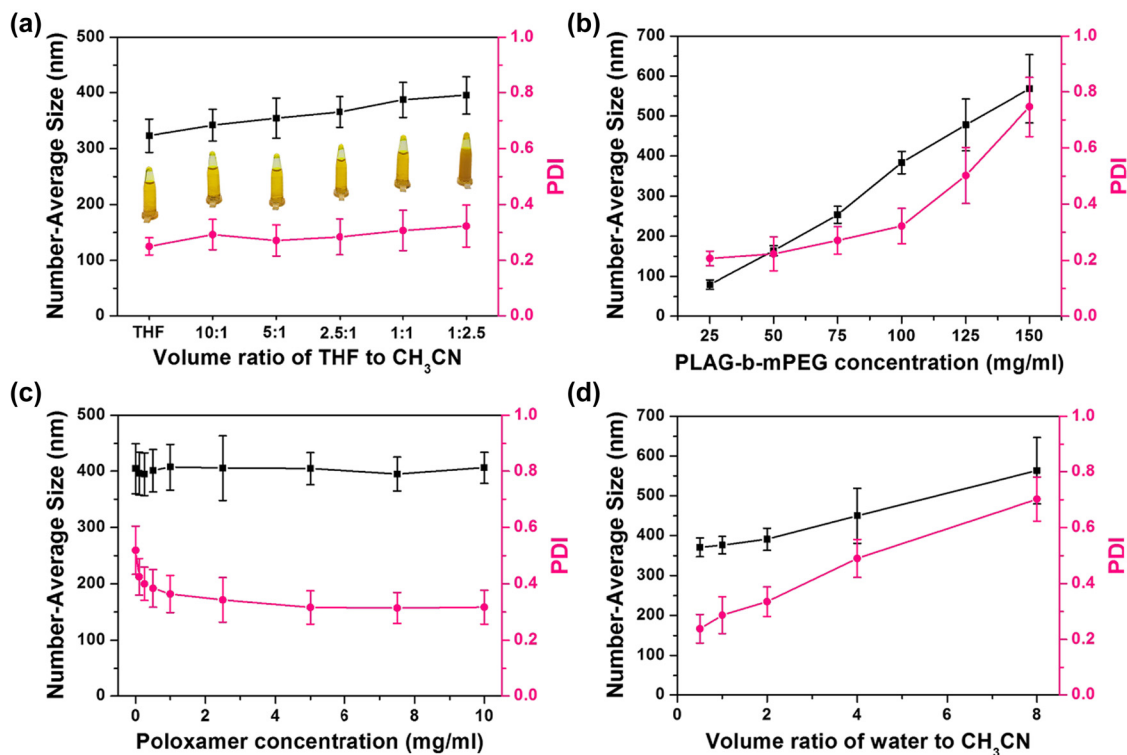 (a)
500
400
300
200
100
0
Number-Average Size (nm)
1.0
0.8
0.6
0.4
0.2
0.0
PDI
THF 10:1 5:1 2.5:1 1:1 1:2.5
Volume ratio of THF to CH₃CN
(b)
700
600
500
400
300
200
100
0
Number-Average Size (nm)
1.0
0.8
0.6
0.4
0.2
0.0
PDI
25 50 75 100 125 150
PLAG-b-mPEG concentration (mg/ml)
(c)
500
400
300
200
100
0
Number-Average Size (nm)
1.0
0.8
0.6
0.4
0.2
0.0
PDI
0 2 4 6 8 10
Poloxamer concentration (mg/ml)
(d)
700
600
500
400
300
200
100
0
Number-Average Size (nm)
1.0
0.8
0.6
0.4
0.2
0.0
PDI
0 2 4 6 8
Volume ratio of water to CH₃CN